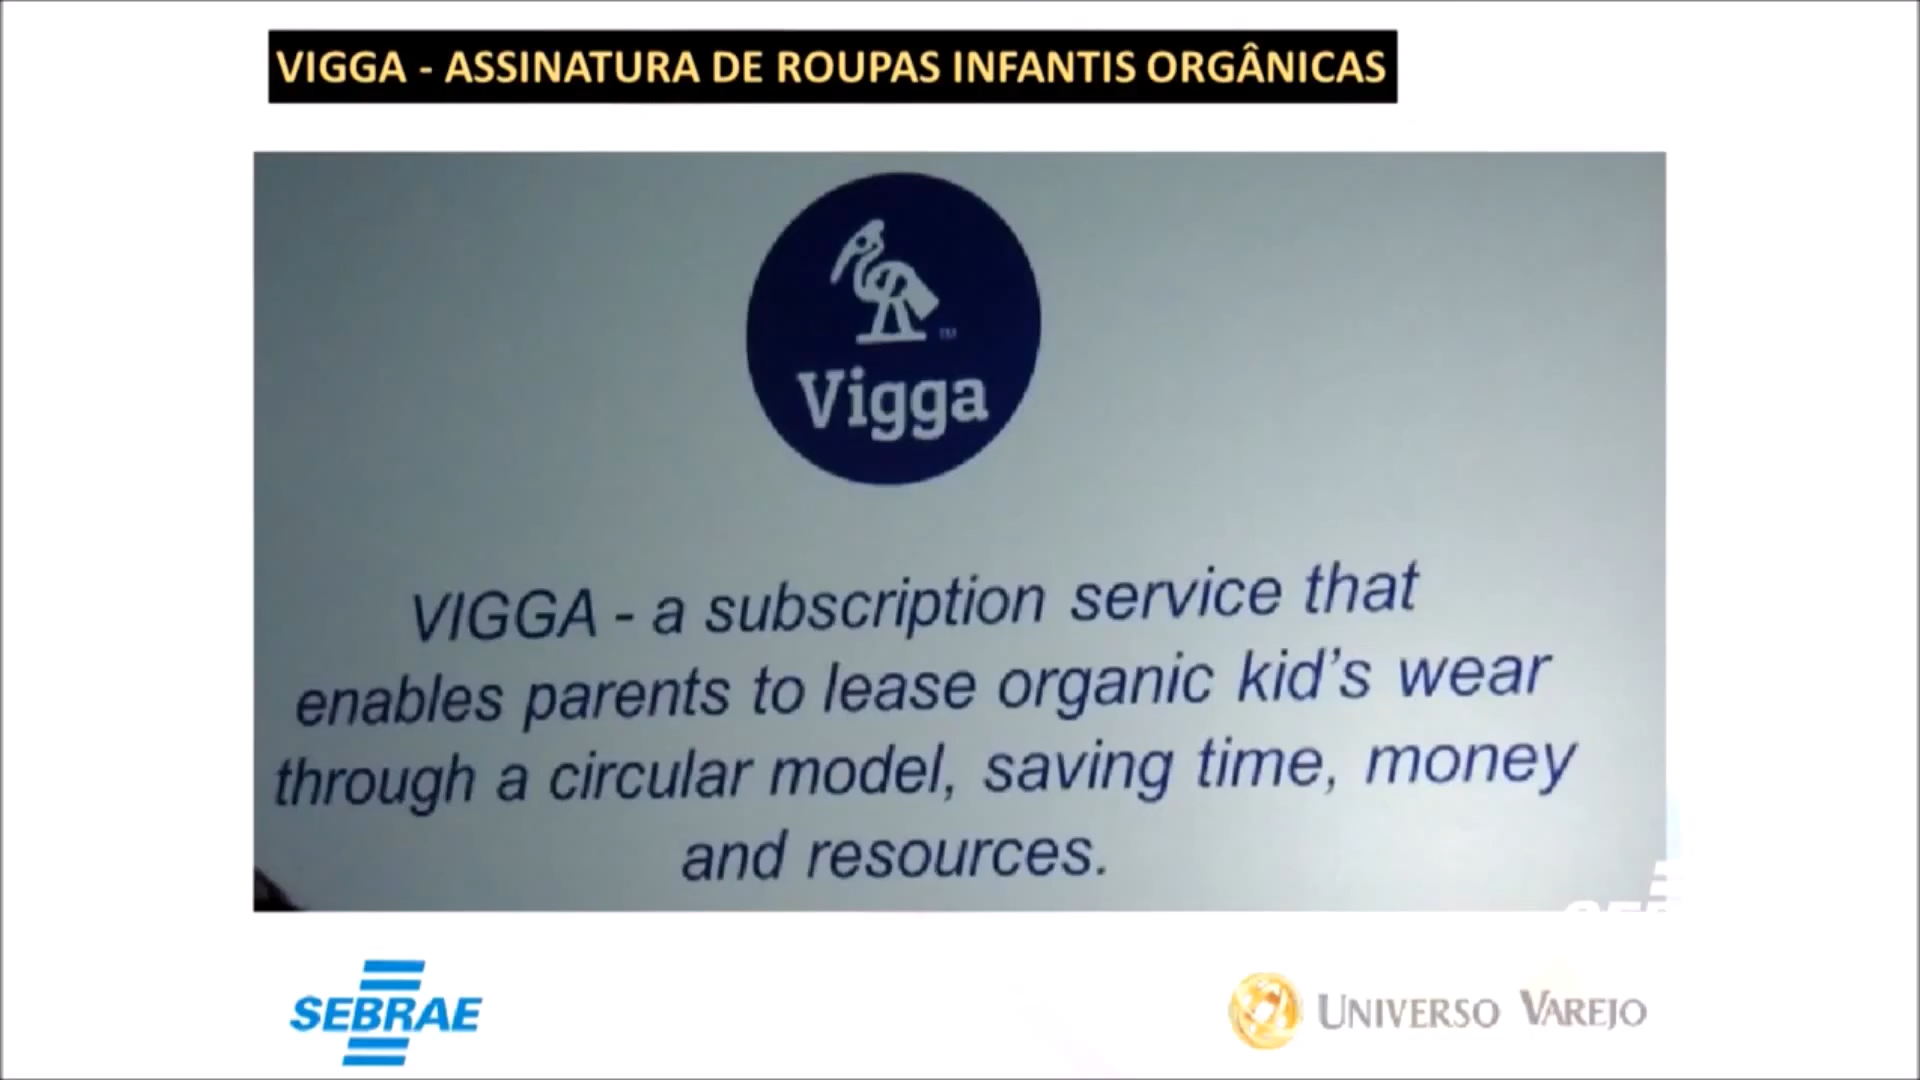 VIGGA - ASSINATURA DE ROUPAS INFANTIS ORGÂNICAS
TM
Vigga
VIGGA - a subscription service that
enables parents to lease organic kid's wear
through a circular model, saving time, money
and resources.
SEBRAE
UNIVERSO VAREJO